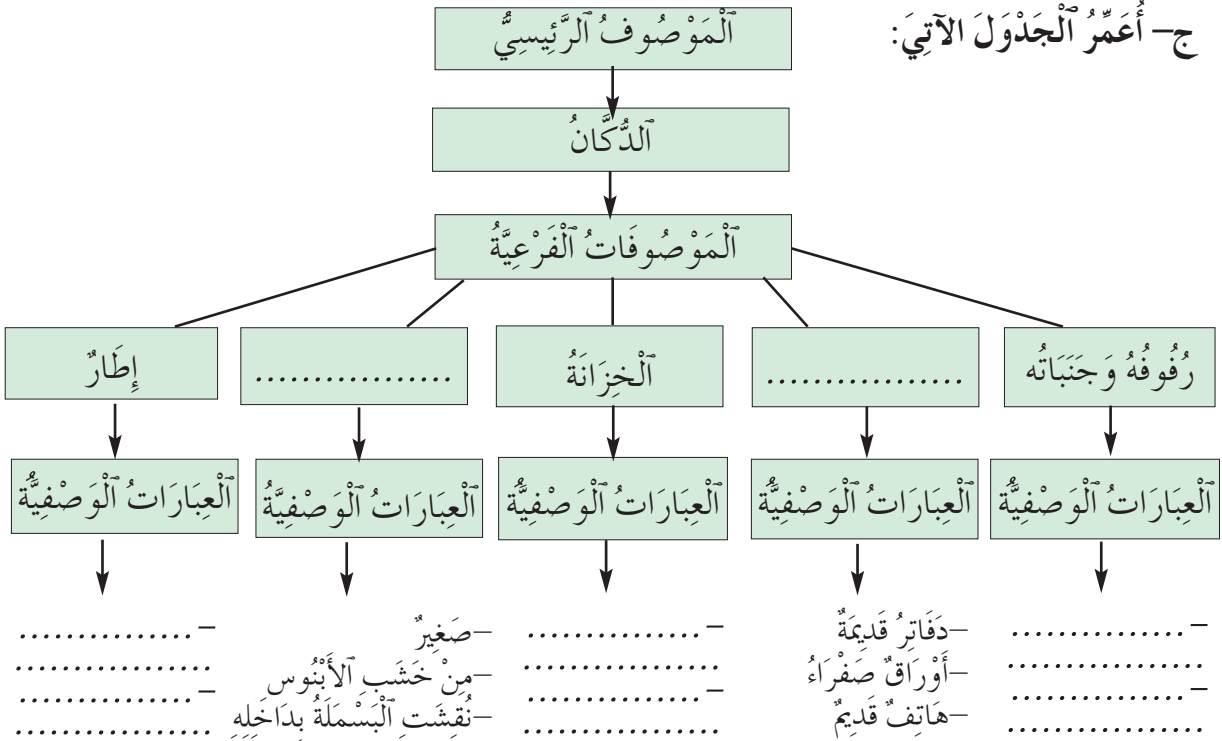 ج– أُعَمِّرُ ٱلْجَدْوَلَ الآتِيَ:
ٱلْمَوْصُوفُ ٱلرَّئِيسِيُّ
ٱلدُّكَّانُ
ٱلْمَوْصُوفَاتُ ٱلْفَرْعِيَّةُ
رُفُوفُهُ وَجَنَبَاتُه
.................
ٱلْخِزَانَةُ
.................
إِطَارٌ
ٱلْعِبَارَاتُ ٱلْوَصْفِيَّةُ
ٱلْعِبَارَاتُ ٱلْوَصْفِيَّةُ
ٱلْعِبَارَاتُ ٱلْوَصْفِيَّةُ
ٱلْعِبَارَاتُ ٱلْوَصْفِيَّةُ
ٱلْعِبَارَاتُ ٱلْوَصْفِيَّةُ
–...............
.................
–...............
.................
–دَفَاتِرُ قَدِيمَةٌ
–أَوْرَاقٌ صَفْرَاءُ
–هَاتِفٌ قَدِيمٌ
–...............
.................
–...............
.................
–صَغِيرٌ
–مِنْ خَشَبِ ٱلأَبْنُوس
–نُقِشَتِ ٱلْبَسْمَلَةُ بِدَاخَلِهِ
–...............
.................
–...............
.................